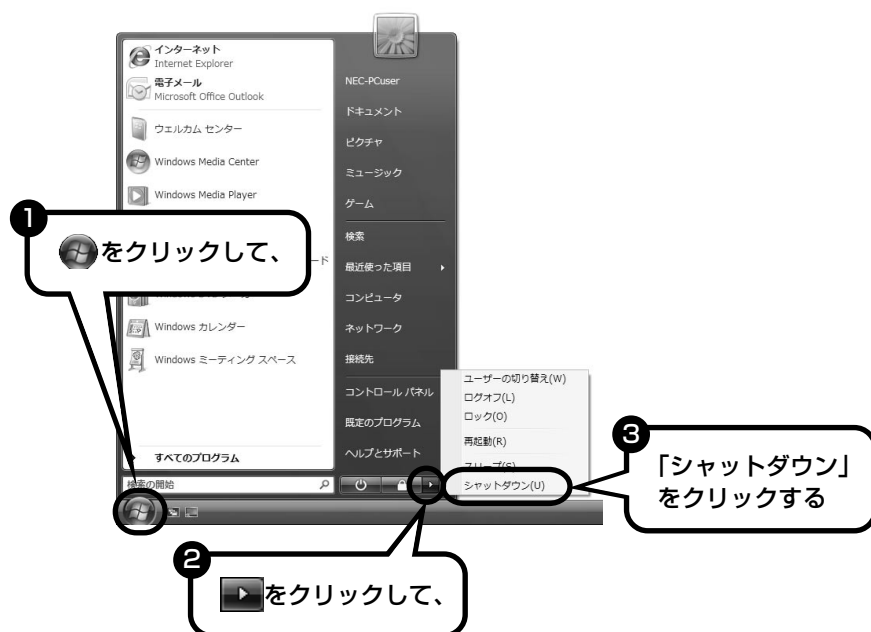 インターネット
Internet Explorer
電子メール
Microsoft Office Outlook
ウェルカム センター
Windows Media Center
Windows Media Player
ード
Windows カレンダー
Windows ミーティング スペース
すべてのプログラム
検索の開始
NEC-PCuser
ドキュメント
ピクチャ
ミュージック
ゲーム
検索
最近使った項目
コンピュータ
ネットワーク
接続先
コントロール パネル
既定のプログラム
ヘルプとサポート
ユーザーの切り替え(W)
ログオフ(L)
ロック(O)
再起動(R)
スリープ(S)
シャットダウン(U)
1
をクリックして、
2
をクリックして、
3
「シャットダウン」
をクリックする